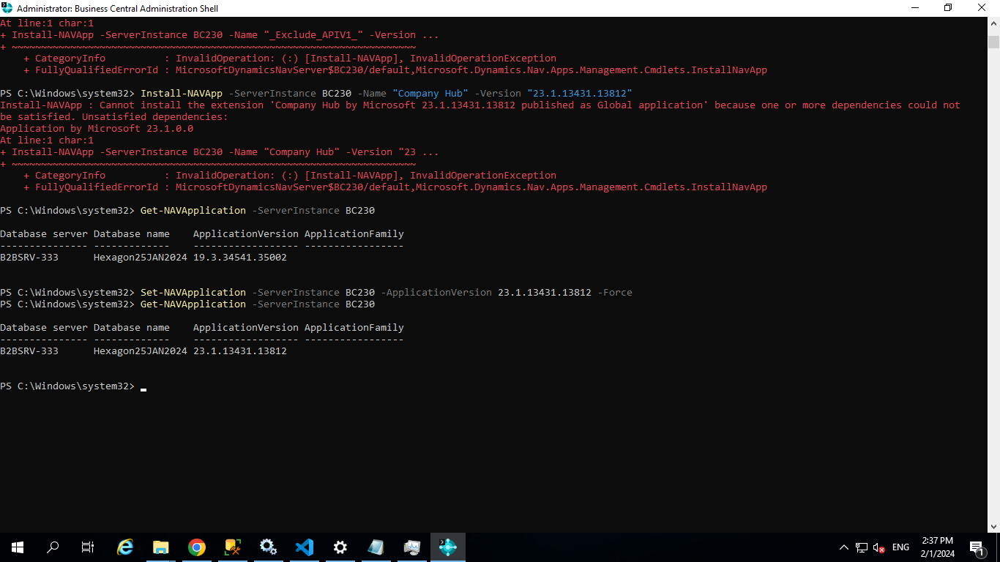 Administrator: Business Central Administration Shell
At line:1 char:1
+ Install-NAVApp -ServerInstance BC230 -Name "_Exclude_APIV1_" -Version ...
+ ~~~~~~~~~~~~~~~~~~~~~~~~~~~~~~~~~~~~~~~~~~~~~~~~~~~~~~~~~~~~~~~~~~~~~
    + CategoryInfo          : InvalidOperation: (:) [Install-NAVApp], InvalidOperationException
    + FullyQualifiedErrorId : MicrosoftDynamicsNavServer$BC230/default,Microsoft.Dynamics.Nav.Apps.Management.Cmdlets.InstallNavApp
PS C:\Windows\system32> Install-NAVApp -ServerInstance BC230 -Name "Company Hub" -Version "23.1.13431.13812"
Install-NAVApp : Cannot install the extension 'Company Hub by Microsoft 23.1.13431.13812 published as Global application' because one or more dependencies could not
be satisfied. Unsatisfied dependencies:
Application by Microsoft 23.1.0.0
At line:1 char:1
+ Install-NAVApp -ServerInstance BC230 -Name "Company Hub" -Version "23 ...
+ ~~~~~~~~~~~~~~~~~~~~~~~~~~~~~~~~~~~~~~~~~~~~~~~~~~~~~~~~~~~~~~~~~~~~~
    + CategoryInfo          : InvalidOperation: (:) [Install-NAVApp], InvalidOperationException
    + FullyQualifiedErrorId : MicrosoftDynamicsNavServer$BC230/default,Microsoft.Dynamics.Nav.Apps.Management.Cmdlets.InstallNavApp
PS C:\Windows\system32> Get-NAVApplication -ServerInstance BC230
Database server Database name    ApplicationVersion ApplicationFamily
--------------- -------------    ------------------ -----------------
B2BSRV-333      Hexagon25JAN2024 19.3.34541.35002
PS C:\Windows\system32> Set-NAVApplication -ServerInstance BC230 -ApplicationVersion 23.1.13431.13812 -Force
PS C:\Windows\system32> Get-NAVApplication -ServerInstance BC230
Database server Database name    ApplicationVersion ApplicationFamily
--------------- -------------    ------------------ -----------------
B2BSRV-333      Hexagon25JAN2024 23.1.13431.13812
PS C:\Windows\system32>
ENG
2:37 PM
2/1/2024
1